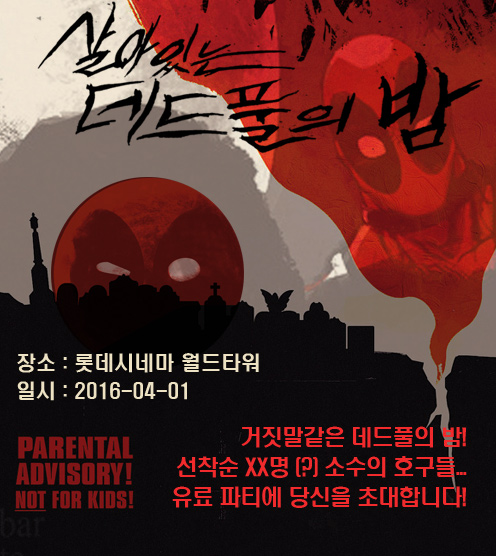 살아있는
데드풀의 밤
장소 : 롯데시네마 월드타워
일시 : 2016-04-01
거짓말같은 데드풀의 밤!
선착순 XX명 (?) 소수의 호구들...
유료 파티에 당신을 초대합니다!
PARENTAL
ADVISORY!
NOT FOR KIDS!
bar